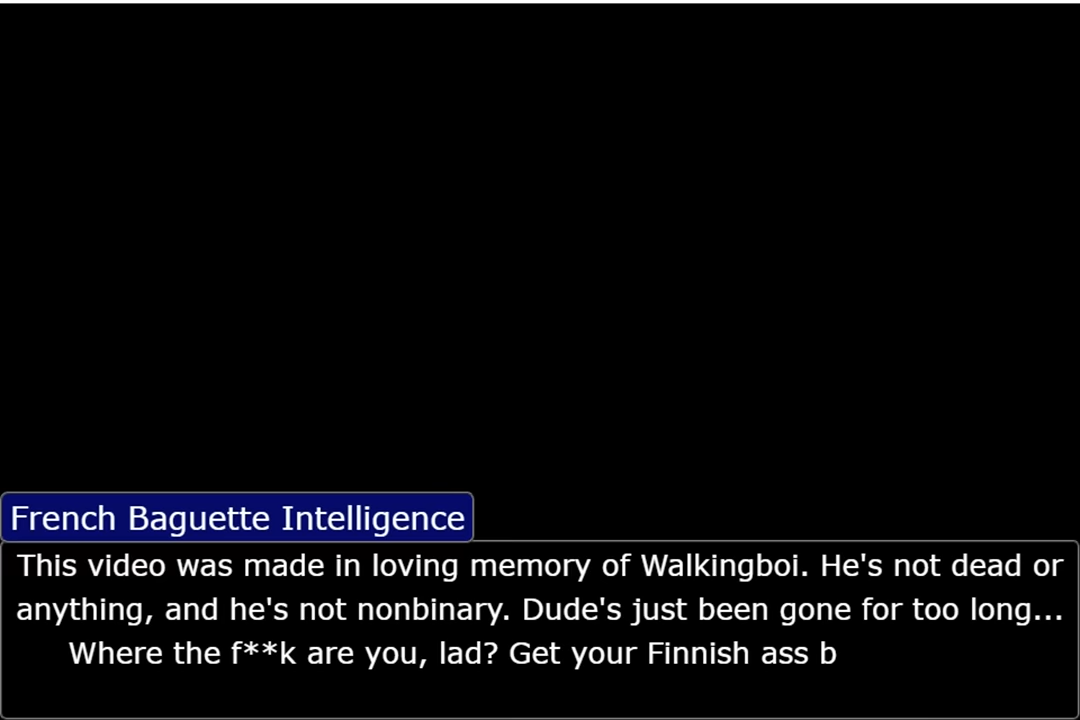 French Baguette Intelligence
This video was made in loving memory of Walkingboi. He's not dead or
anything, and he's not nonbinary. Dude's just been gone for too long...
Where the f**k are you, lad? Get your Finnish ass b